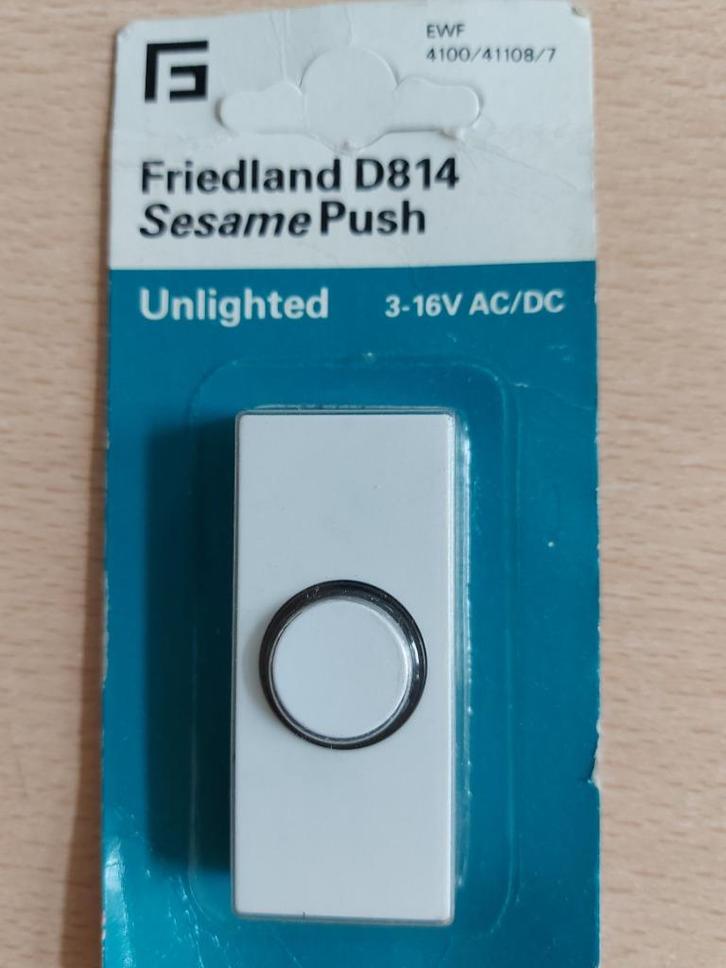 EWF
4100/41108/7
Friedland D814
Sesame Push
Unlighted 3-16V AC/DC